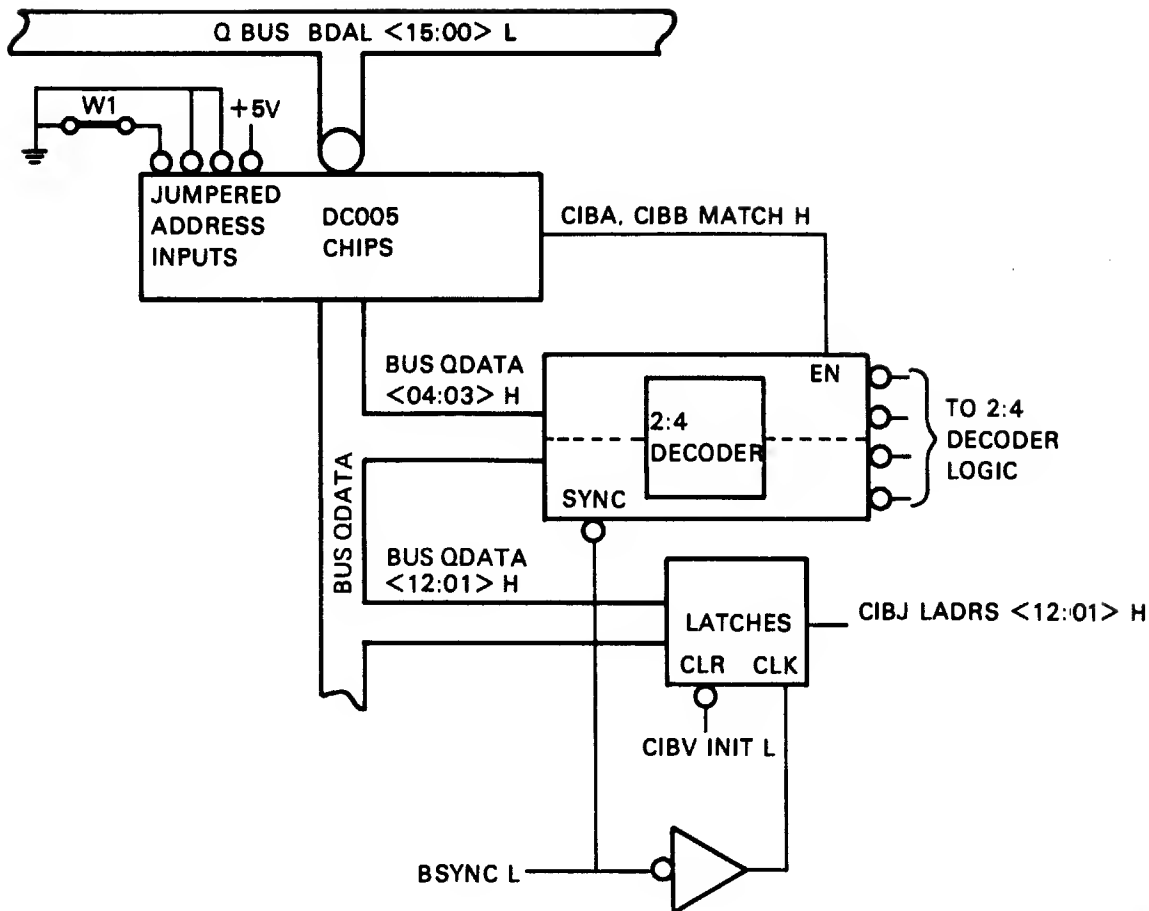 Q BUS BDAL <15:00> L
W1
+5V
JUMPERED
ADDRESS
INPUTS
DC005
CHIPS
CIBA, CIBB MATCH H
BUS QDATA
<04:03> H
EN
2:4
DECODER
SYNC
TO 2:4
DECODER
LOGIC
BUS QDATA
BUS QDATA
<12:01> H
LATCHES
CLR CLK
CIBJ LADRS <12:01> H
CIBV INIT L
BSYNC L